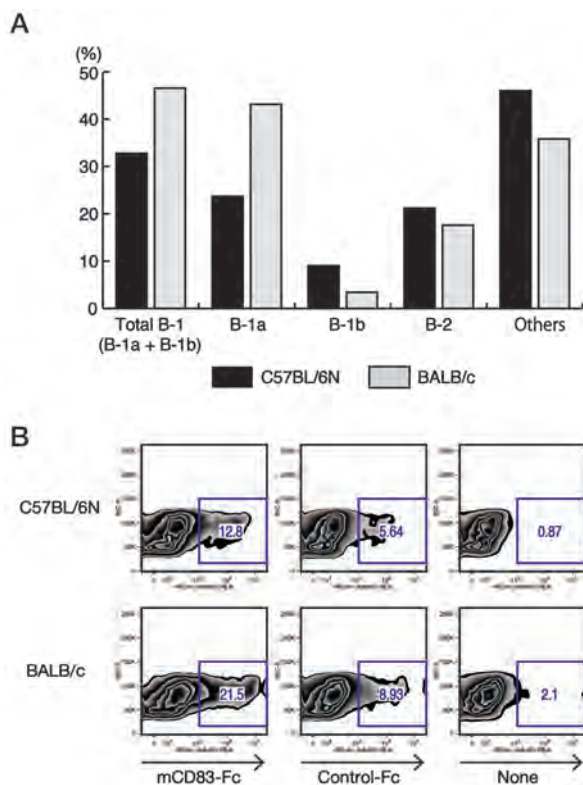 A
(%)
50
40
30
20
10
0
Total B-1
(B-1a + B-1b)
B-1a
B-1b
B-2
Others
C57BL/6N
BALB/c
B
C57BL/6N
12.8
5.64
0.87
BALB/c
21.5
8.93
2.1
mCD83-Fc
Control-Fc
None